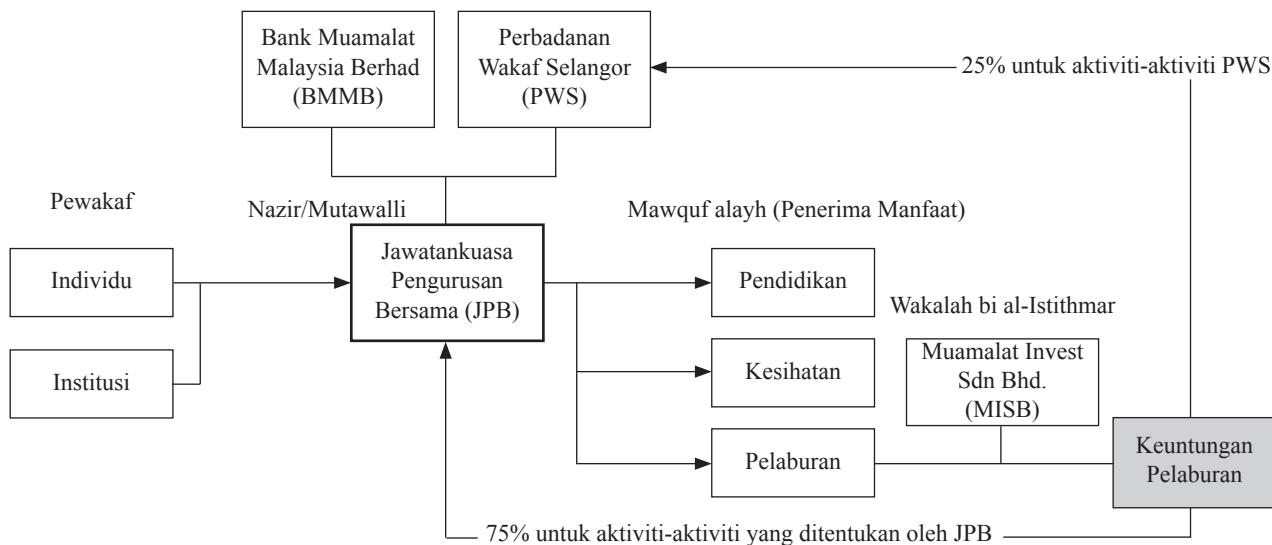 Bank Muamalat
Malaysia Berhad
(BMMB)
Perbadanan
Wakaf Selangor
(PWS)
25% untuk aktiviti-aktiviti PWS
Pewakaf
Nazir/Mutawalli
Mawquf alayh (Penerima Manfaat)
Individu
Jawatankuasa
Pengurusan
Bersama (JPB)
Pendidikan
Wakalah bi al-Istithmar
Institusi
Kesihatan
Muamalat Invest
Sdn Bhd.
(MISB)
Pelaburan
Keuntungan
Pelaburan
75% untuk aktiviti-aktiviti yang ditentukan oleh JPB